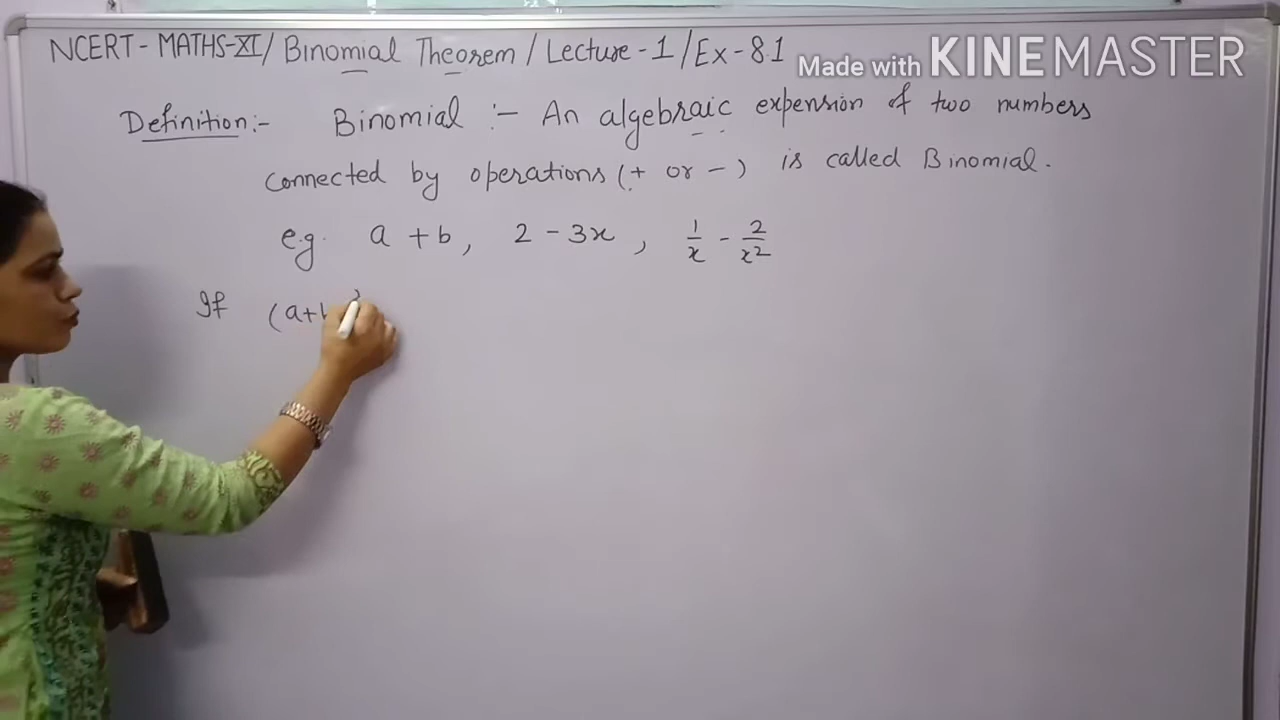 NCERT - MATHS-XI / Binomial Theorem / Lecture - 1 / Ex - 8.1
Made with KINEMASTER
Definition :- Binomial :- An algebraic expension of two numbers
connected by operations (+ or -) is called Binomial.
e.g. a + b, 2 - 3x, 1/x - 2/x²
If (a+b)